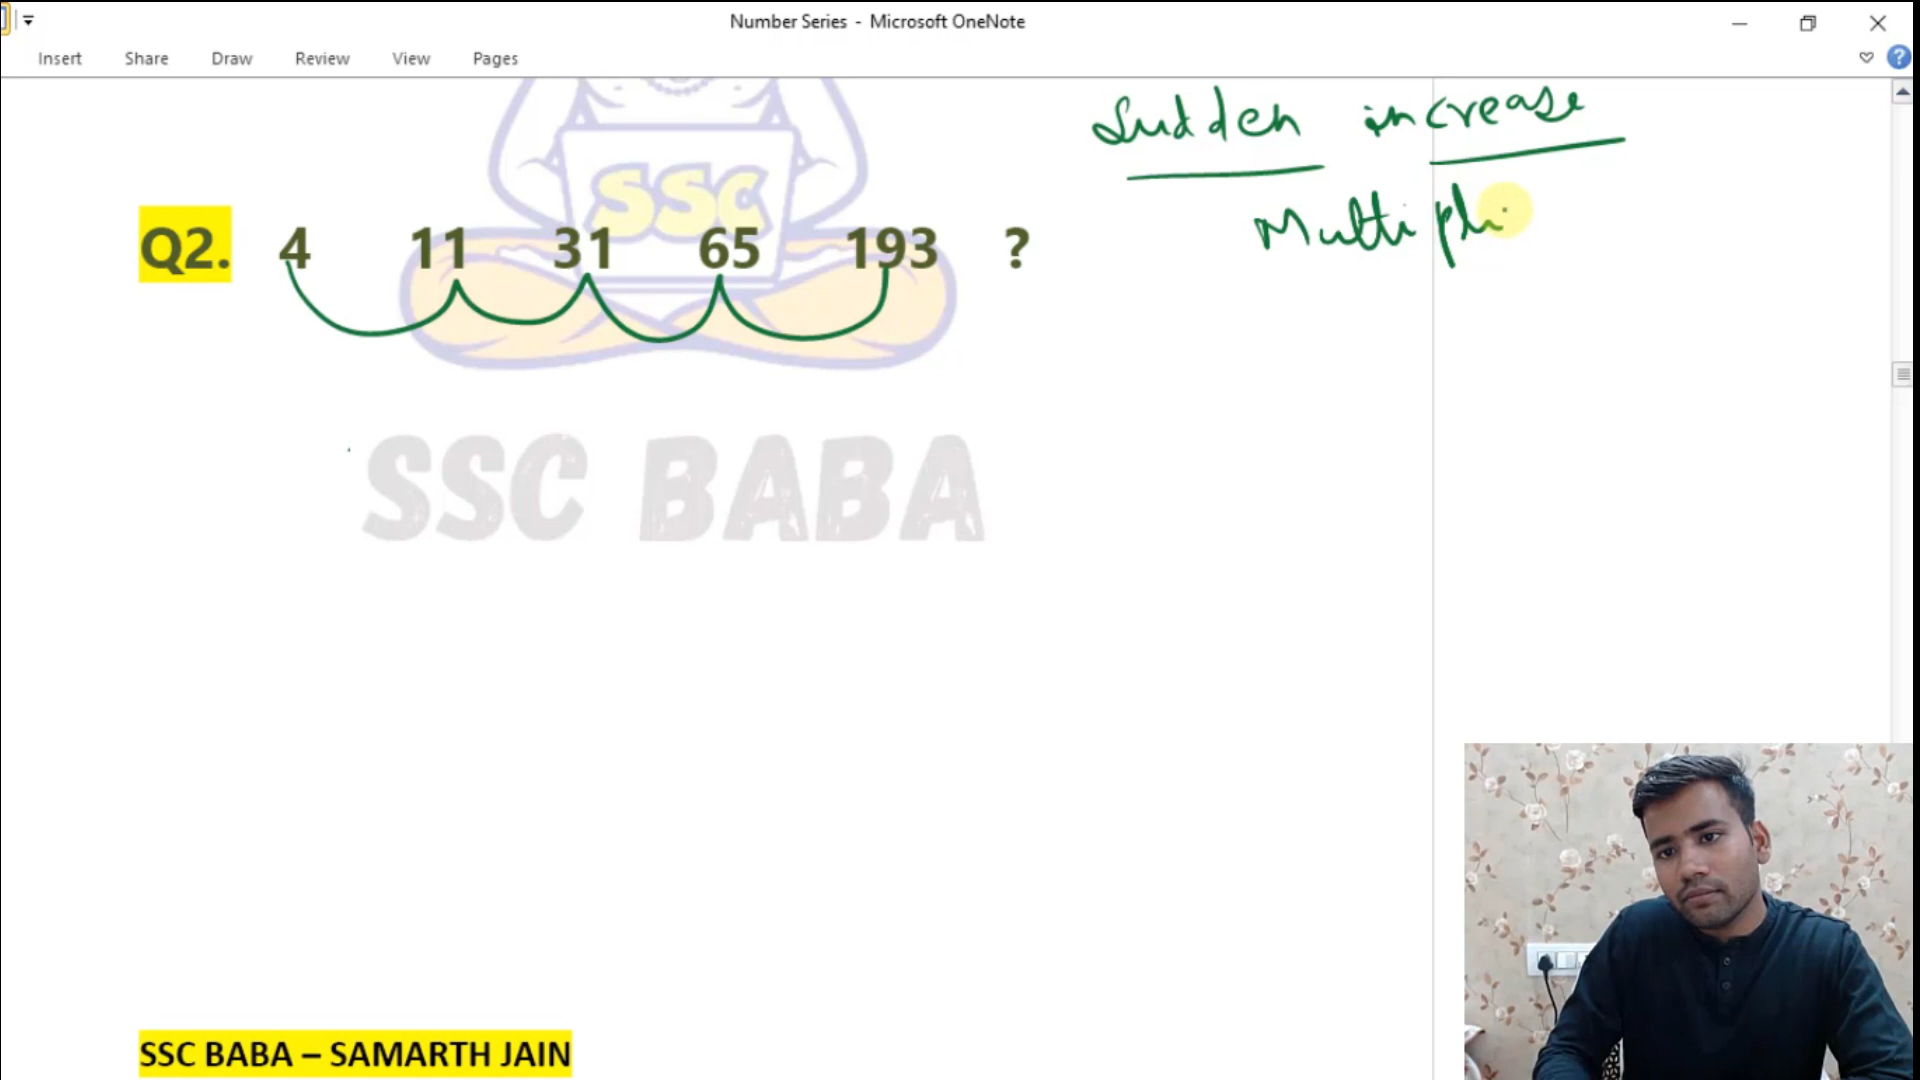 Number Series - Microsoft OneNote
Insert Share Draw Review View Pages
Sudden increase
Multipli
SSC
Q2. 4 11 31 65 193 ?
SSC BABA
SSC BABA – SAMARTH JAIN